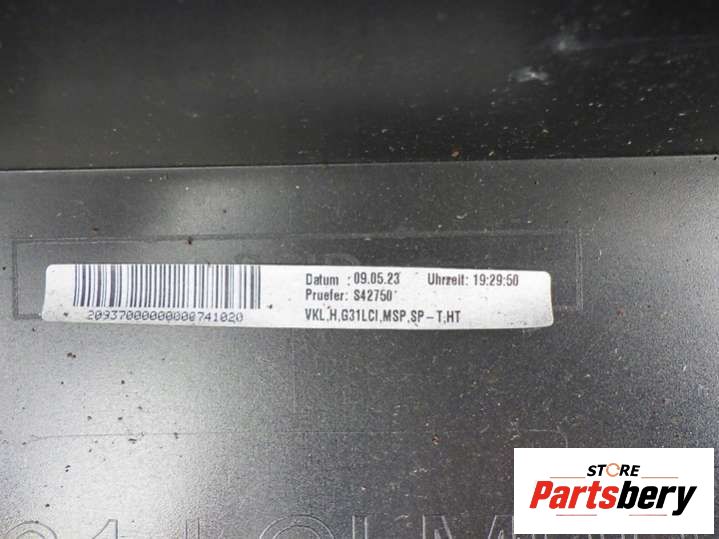 Datum : 09.05.23 Uhrzeit: 19:29:50
Pruefer: S42750
VKL,H,G31LCI,MSP,SP-T,HT
20937000000000741020
STORE
Partsbery